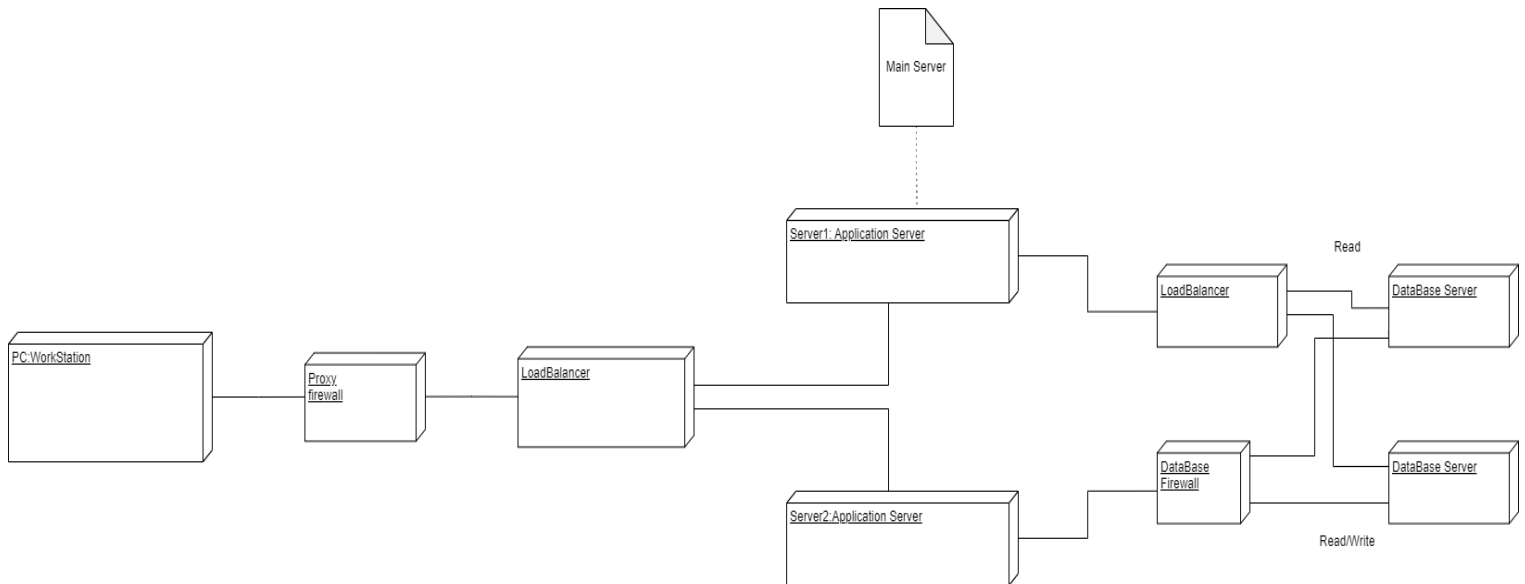 Main Server
Server1: Application Server
Read
LoadBalancer
DataBase Server
PC:WorkStation
Proxy
firewall
LoadBalancer
DataBase
Firewall
DataBase Server
Server2:Application Server
Read/Write